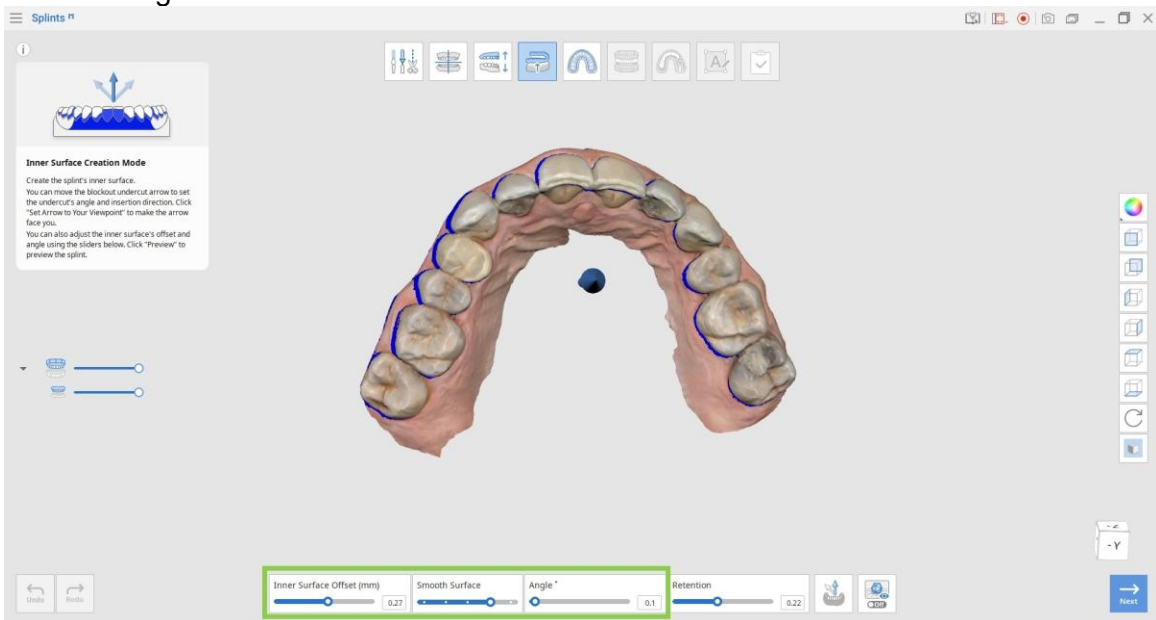 Splints
Inner Surface Creation Mode
Create the splint's inner surface.
You can move the blockout undercut arrow to set
the undercut's angle and insertion direction. Click
"Set Arrow to Your Viewpoint" to make the arrow
face you.
You can also adjust the inner surface's offset and
angle using the sliders below. Click "Preview" to
preview the splint.
-Y
Undo
Redo
Inner Surface Offset (mm)
0.27
Smooth Surface
Angle °
0.1
Retention
0.22
Off
Next